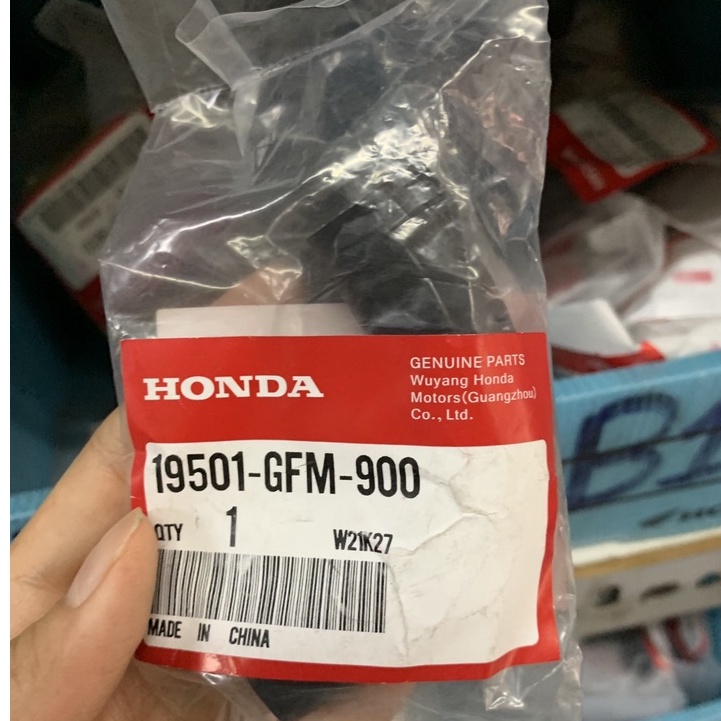 HONDA
GENUINE PARTS
Wuyang Honda
Motors(Guangzhou)
Co., Ltd.
19501-GFM-900
QTY 1 W21K27
MADE IN CHINA